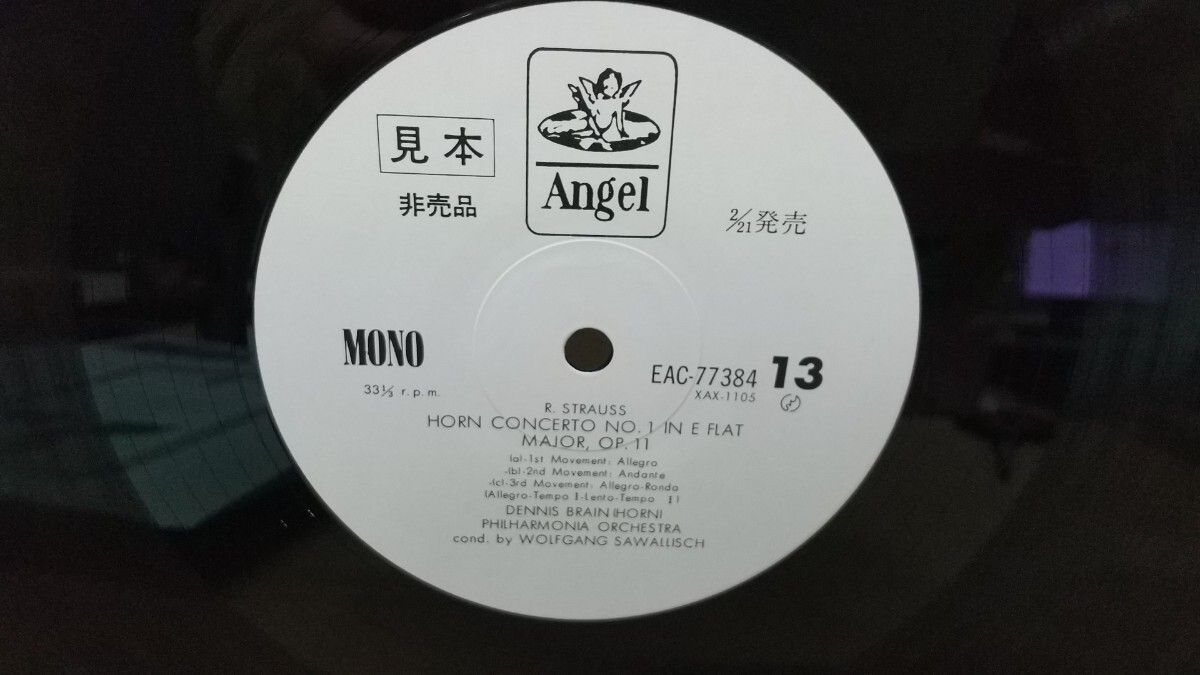 見本
非売品
Angel
2/21発売
MONO
33⅓ r.p.m.
EAC-77384 13
XAX-1105
R. STRAUSS
HORN CONCERTO NO. 1 IN E FLAT
MAJOR, OP. 11
(a)-1st Movement: Allegro
-(b)-2nd Movement: Andante
-(c)-3rd Movement: Allegro-Rondo
(Allegro-Tempo I-Lento-Tempo I)
DENNIS BRAIN (HORN)
PHILHARMONIA ORCHESTRA
cond. by WOLFGANG SAWALLISCH